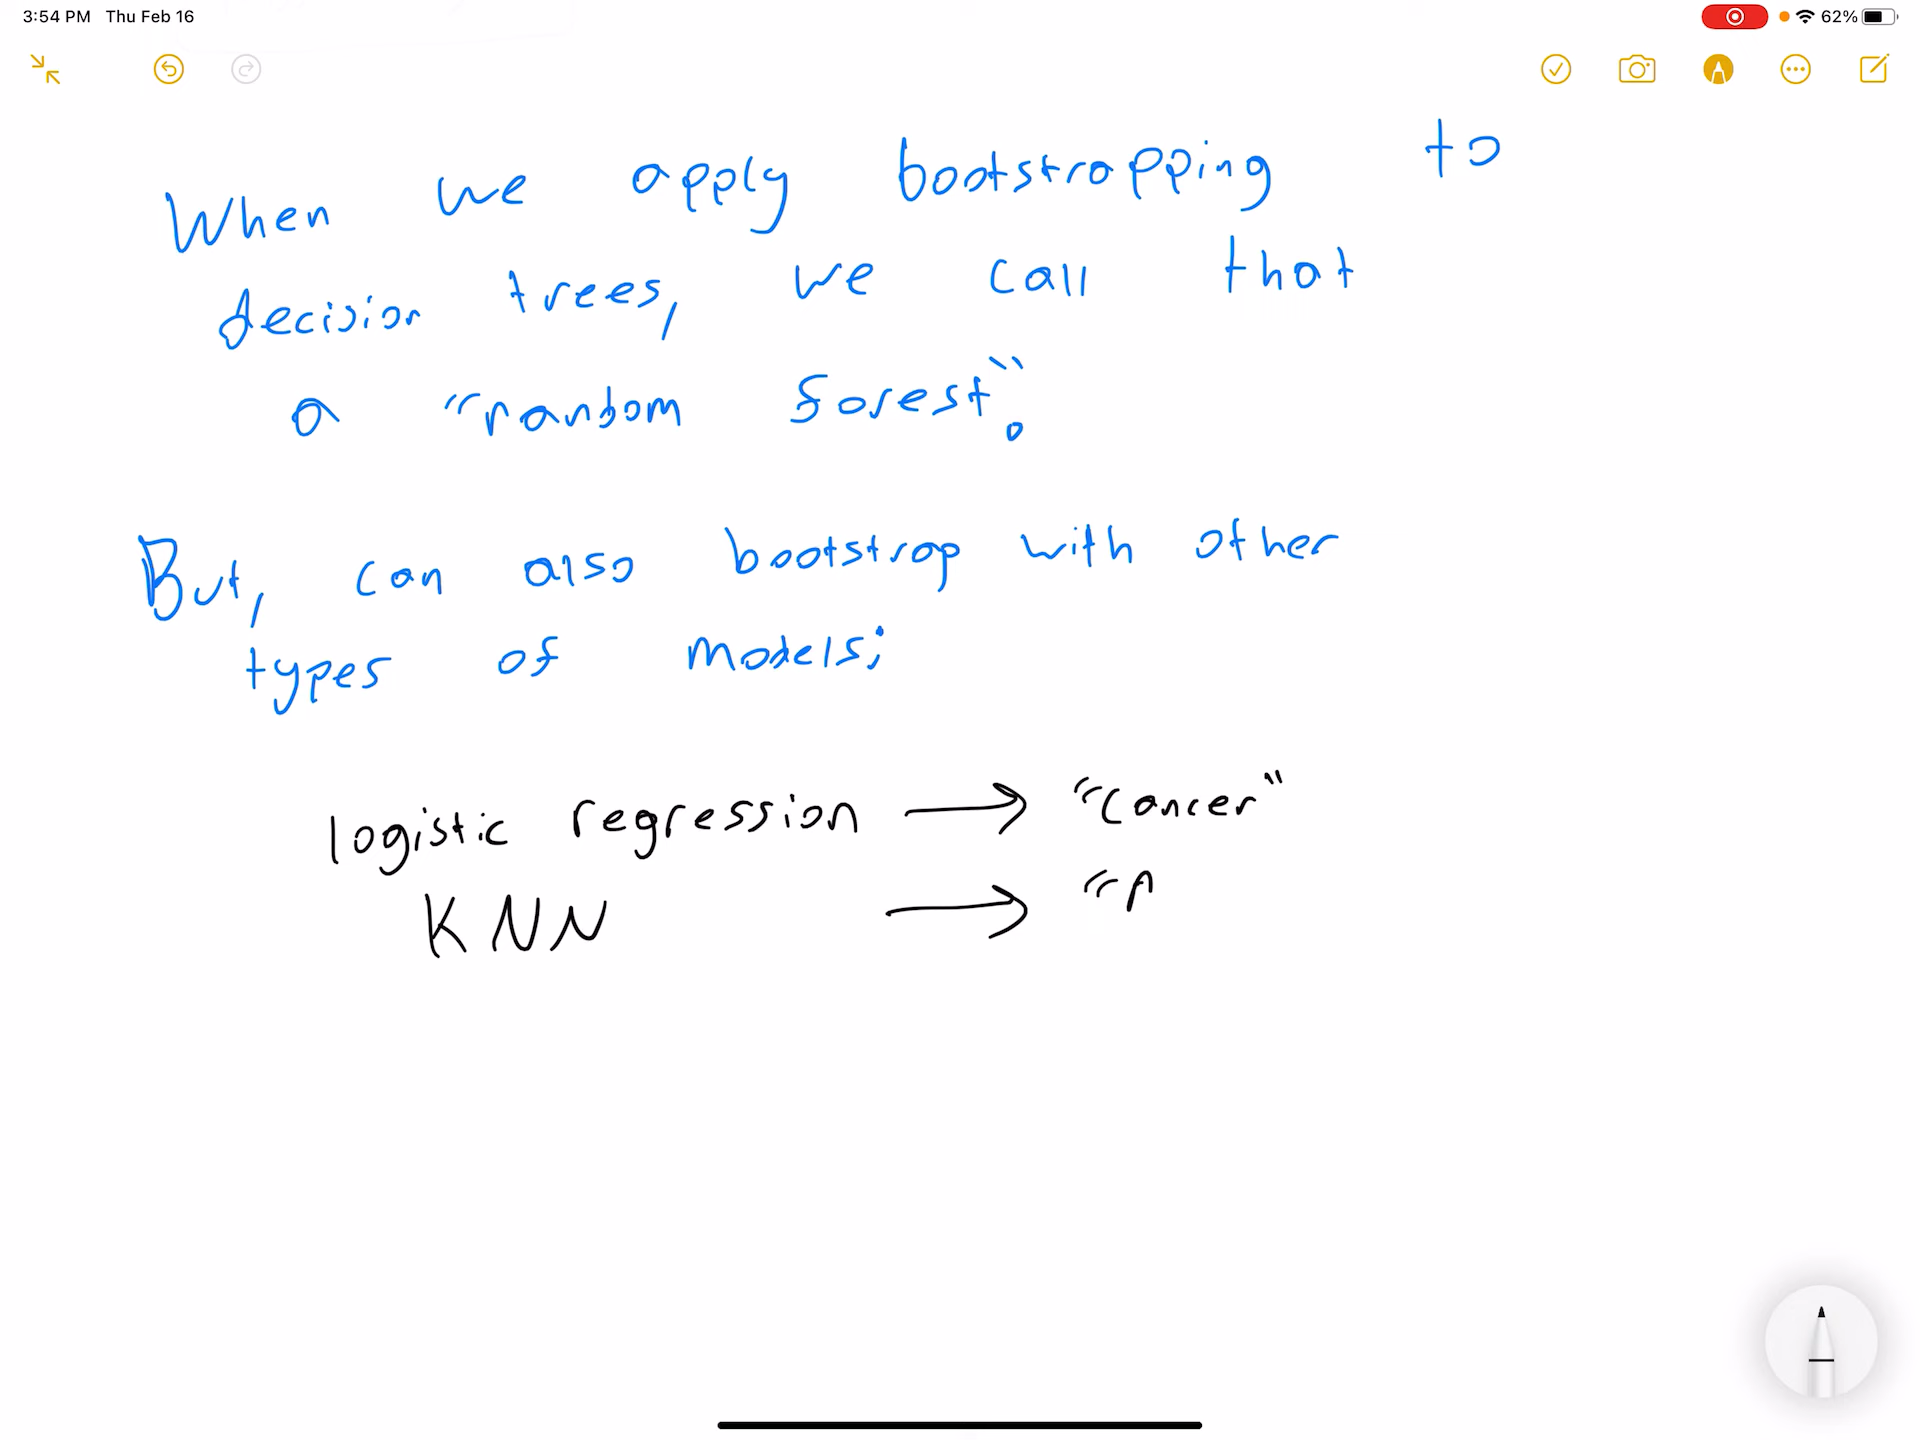 3:54 PM Thu Feb 16
62%
When we apply bootstrapping to
decision trees, we call that
a "random forest".
But, can also bootstrap with other
types of models:
logistic regression → "cancer"
KNN → "